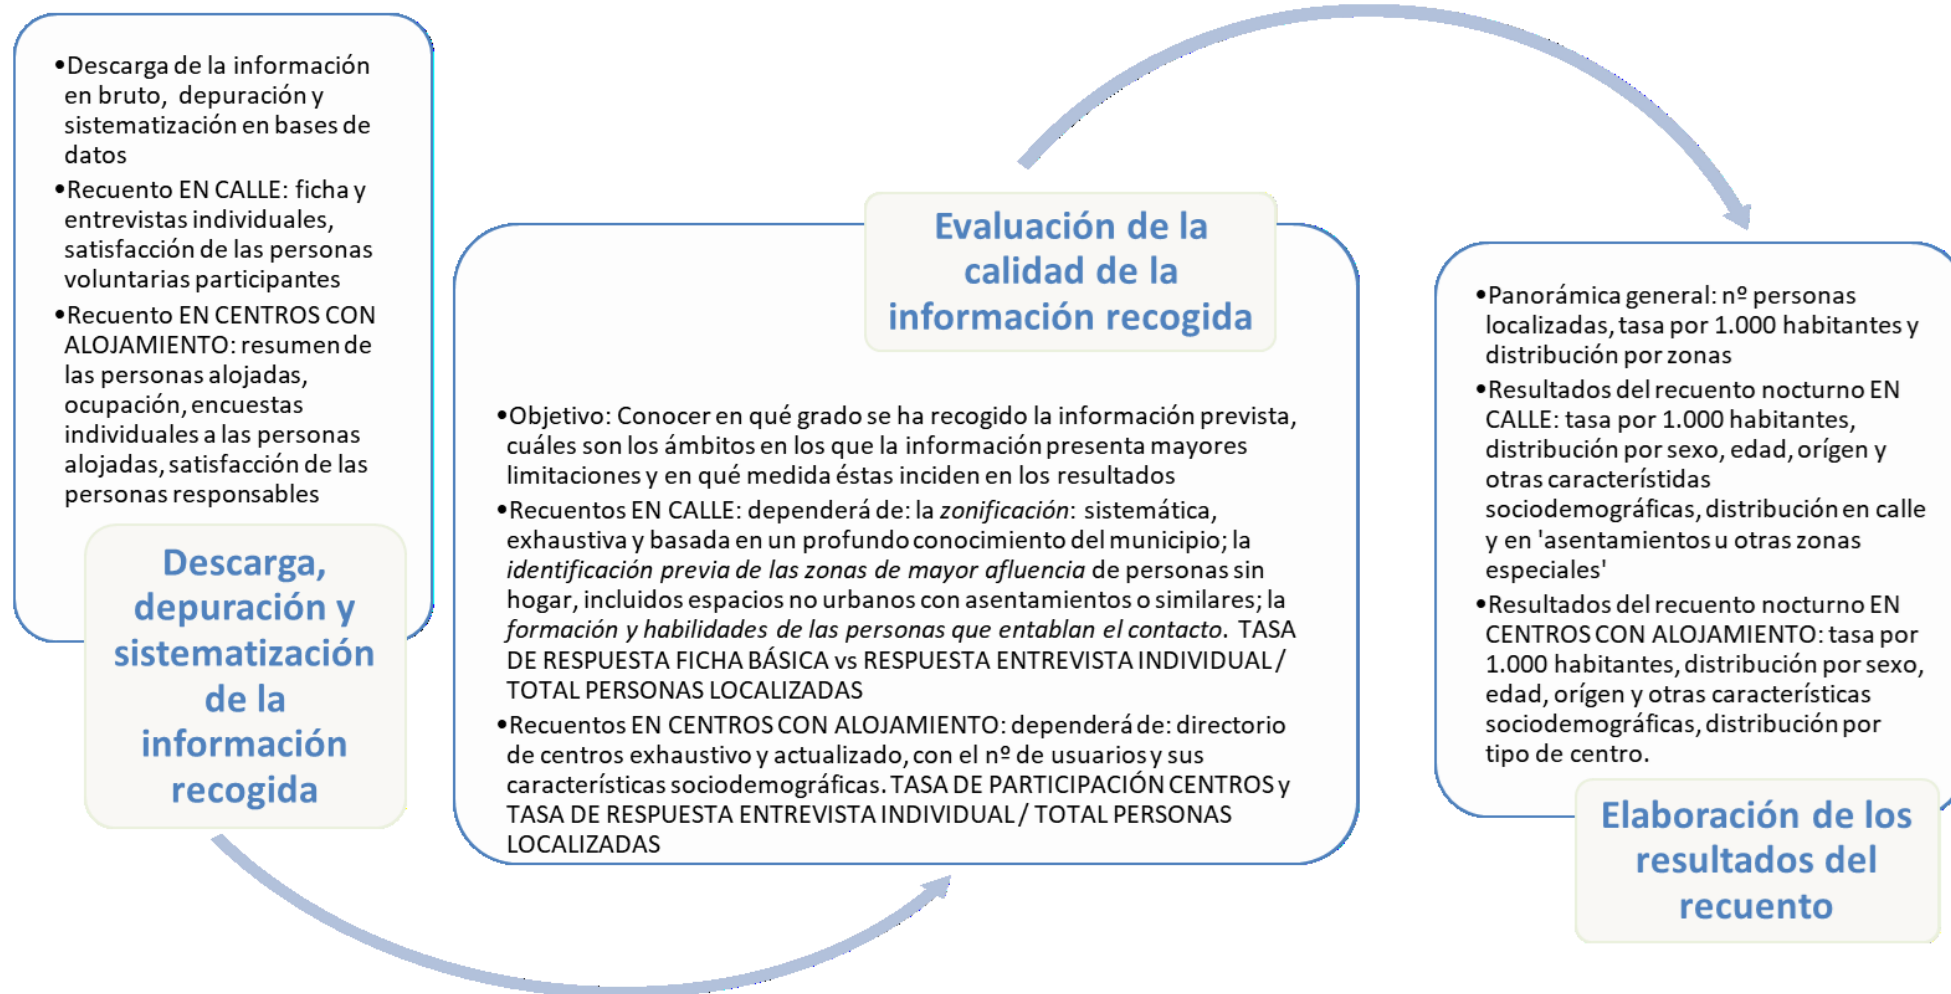 •Descarga de la información
en bruto, depuración y
sistematización en bases de
datos
•Recuento EN CALLE: ficha y
entrevistas individuales,
satisfacción de las personas
voluntarias participantes
•Recuento EN CENTROS CON
ALOJAMIENTO: resumen de
las personas alojadas,
ocupación, encuestas
individuales a las personas
alojadas, satisfacción de las
personas responsables
Descarga,
depuración y
sistematización
de la
información
recogida
Evaluación de la
calidad de la
información recogida
•Objetivo: Conocer en qué grado se ha recogido la información prevista,
cuáles son los ámbitos en los que la información presenta mayores
limitaciones y en qué medida éstas inciden en los resultados
•Recuentos EN CALLE: dependerá de: la zonificación: sistemática,
exhaustiva y basada en un profundo conocimiento del municipio; la
identificación previa de las zonas de mayor afluencia de personas sin
hogar, incluidos espacios no urbanos con asentamientos o similares; la
formación y habilidades de las personas que entablan el contacto. TASA
DE RESPUESTA FICHA BÁSICA vs RESPUESTA ENTREVISTA INDIVIDUAL /
TOTAL PERSONAS LOCALIZADAS
•Recuentos EN CENTROS CON ALOJAMIENTO: dependerá de: directorio
de centros exhaustivo y actualizado, con el nº de usuarios y sus
características sociodemográficas. TASA DE PARTICIPACIÓN CENTROS y
TASA DE RESPUESTA ENTREVISTA INDIVIDUAL / TOTAL PERSONAS
LOCALIZADAS
•Panorámica general: nº personas
localizadas, tasa por 1.000 habitantes y
distribución por zonas
•Resultados del recuento nocturno EN
CALLE: tasa por 1.000 habitantes,
distribución por sexo, edad, orígen y
otras característidas
sociodemográficas, distribución en calle
y en 'asentamientos u otras zonas
especiales'
•Resultados del recuento nocturno EN
CENTROS CON ALOJAMIENTO: tasa por
1.000 habitantes, distribución por sexo,
edad, orígen y otras características
sociodemográficas, distribución por
tipo de centro.
Elaboración de los
resultados del
recuento